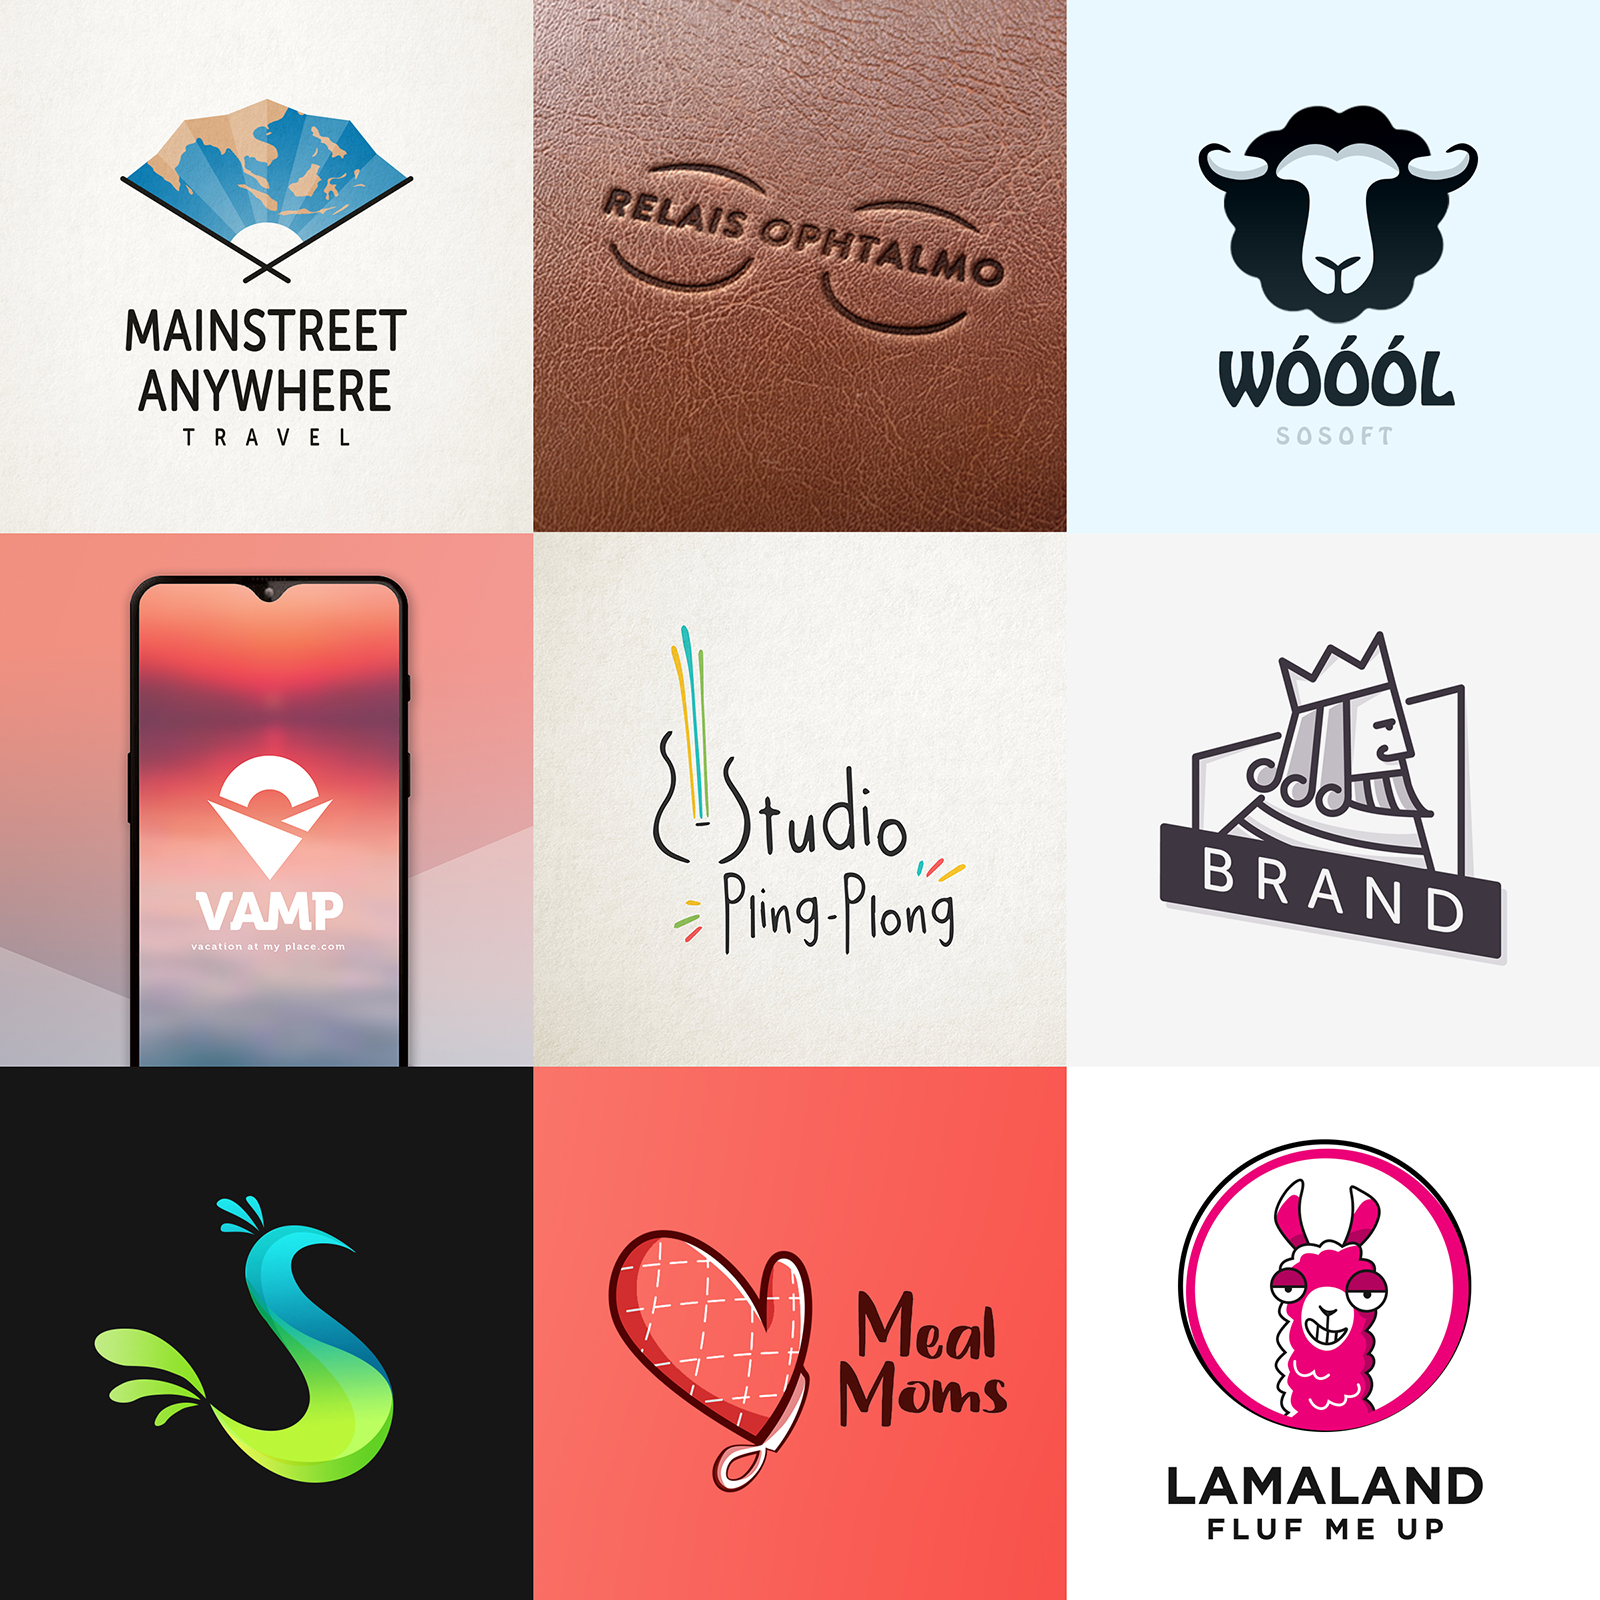 MAINSTREET
ANYWHERE
TRAVEL
RELAIS OPHTALMO
WÓÓÓL
SOSOFT
VAMP
vacation at my place.com
Studio
Pling-Plong
BRAND
Meal
Moms
LAMALAND
FLUF ME UP